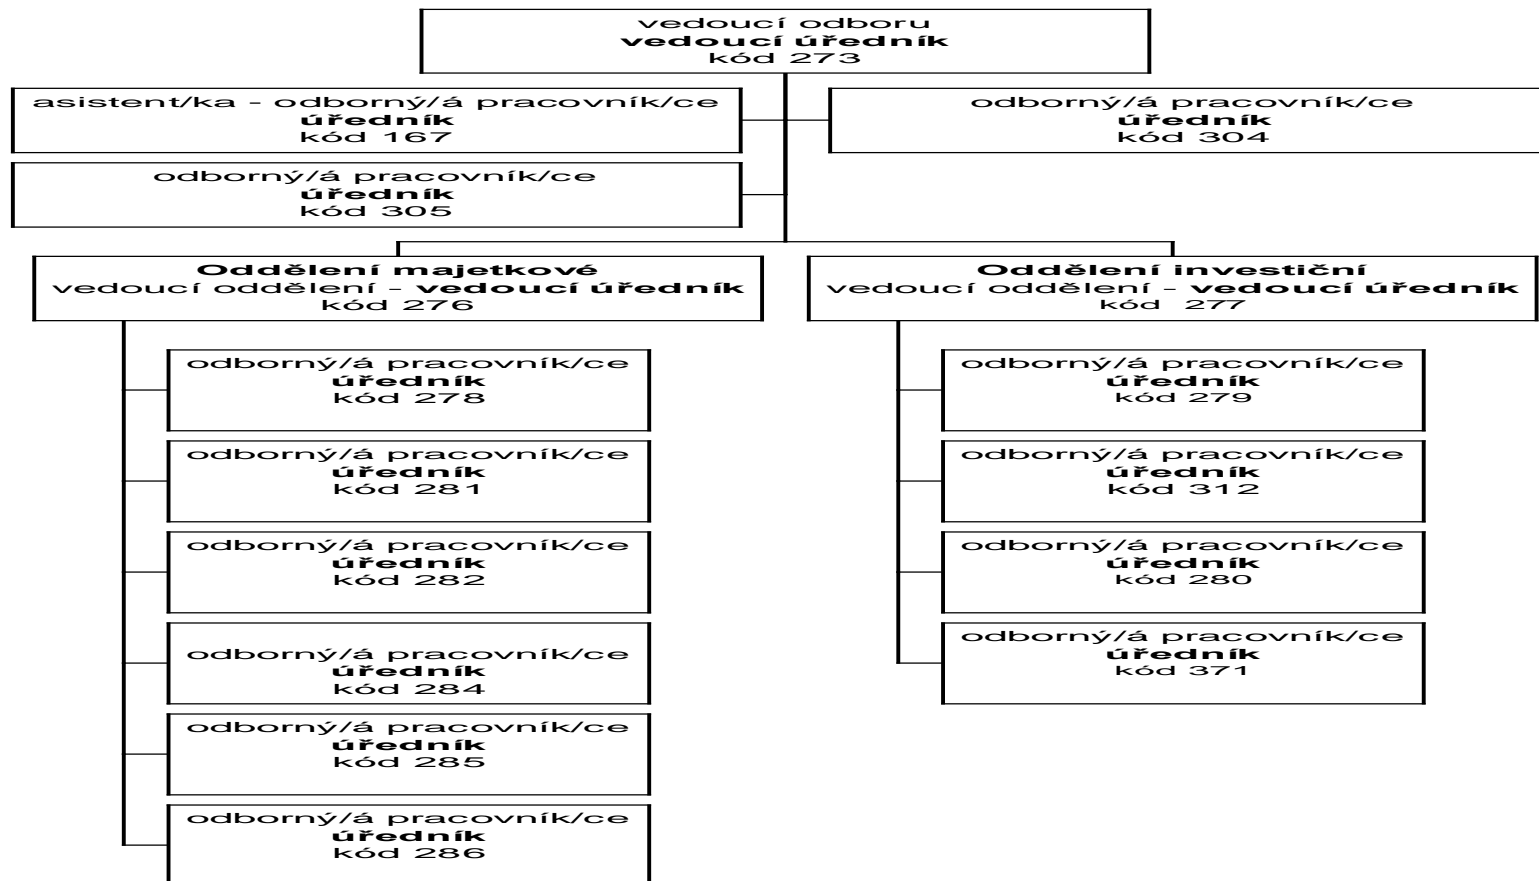 vedoucí odboru
vedoucí úředník
kód 273
asistent/ka - odborný/á pracovník/ce
úředník
kód 167
odborný/á pracovník/ce
úředník
kód 304
odborný/á pracovník/ce
úředník
kód 305
Oddělení majetkové
vedoucí oddělení - vedoucí úředník
kód 276
odborný/á pracovník/ce
úředník
kód 278
odborný/á pracovník/ce
úředník
kód 281
odborný/á pracovník/ce
úředník
kód 282
odborný/á pracovník/ce
úředník
kód 284
odborný/á pracovník/ce
úředník
kód 285
odborný/á pracovník/ce
úředník
kód 286
Oddělení investiční
vedoucí oddělení - vedoucí úředník
kód 277
odborný/á pracovník/ce
úředník
kód 279
odborný/á pracovník/ce
úředník
kód 312
odborný/á pracovník/ce
úředník
kód 280
odborný/á pracovník/ce
úředník
kód 371